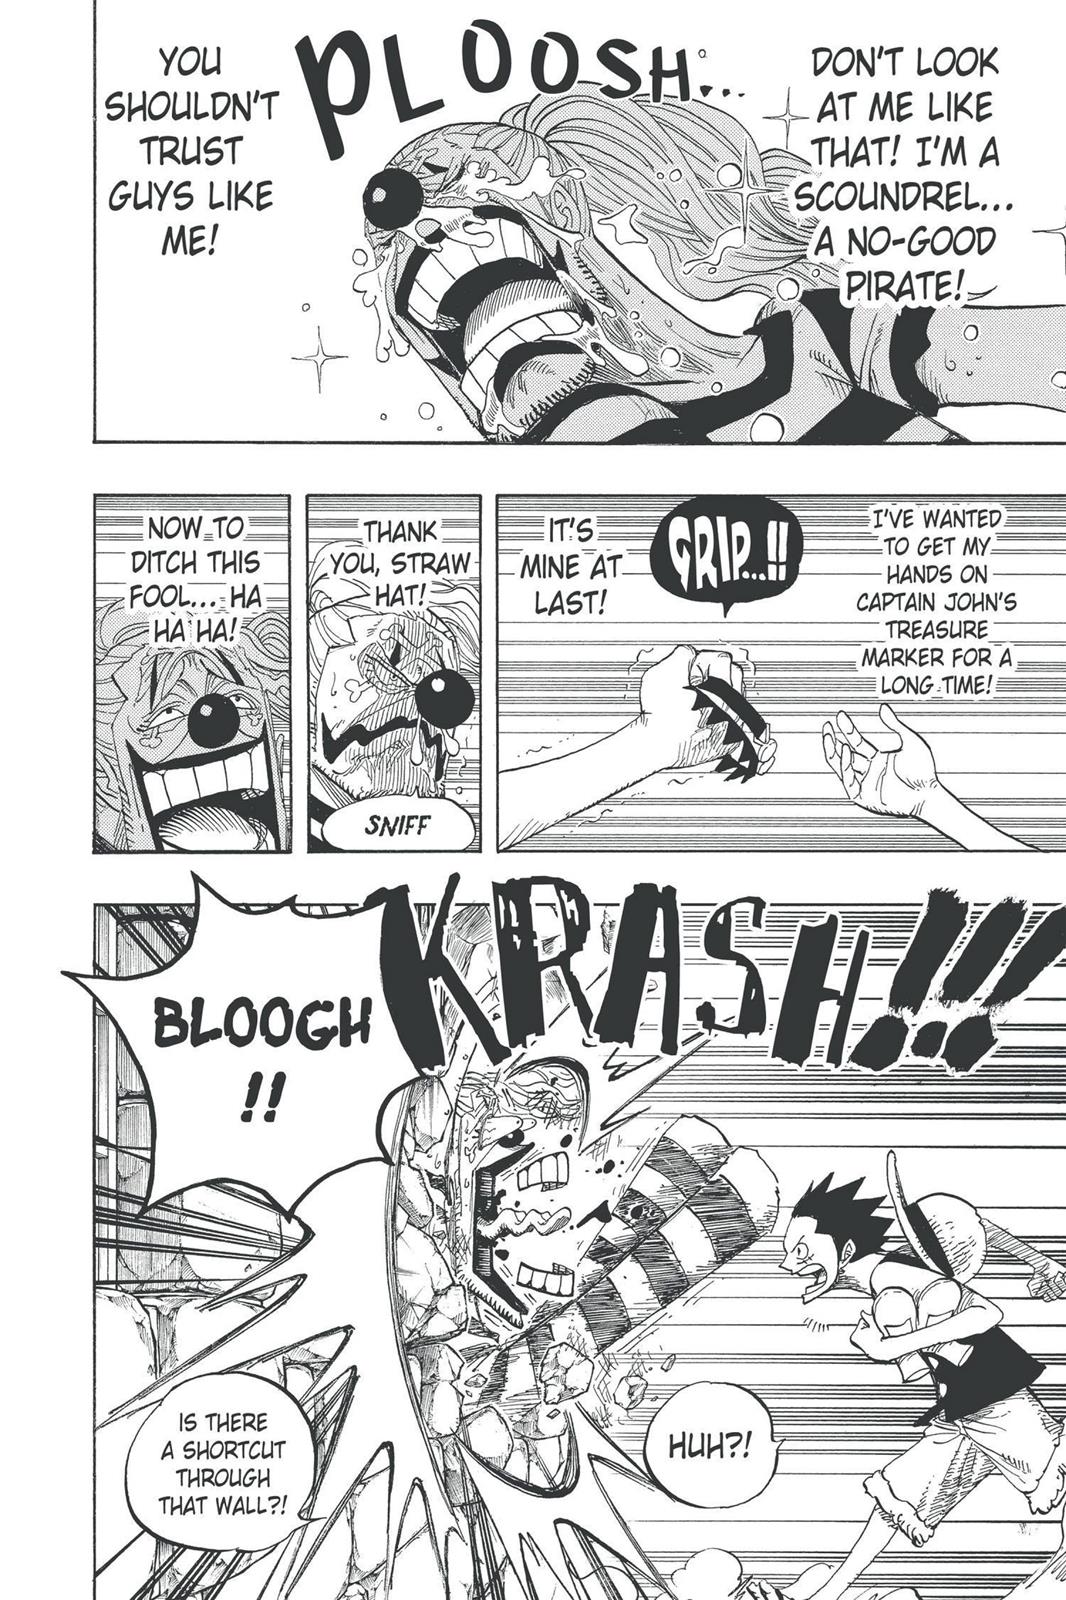 DON'T LOOK
AT ME LIKE
THAT! I'M A
SCOUNDREL...
A NO-GOOD
PIRATE!
PLOOSH...
YOU
SHOULDN'T
TRUST
GUYS LIKE
ME!
I'VE WANTED
TO GET MY
HANDS ON
CAPTAIN JOHN'S
TREASURE
MARKER FOR A
LONG TIME!
GRIP...!!
IT'S
MINE AT
LAST!
THANK
YOU, STRAW
HAT!
SNIFF
NOW TO
DITCH THIS
FOOL... HA
HA HA!
KRASH!!!
BLOOGH
!!
HUH?!
IS THERE
A SHORTCUT
THROUGH
THAT WALL?!